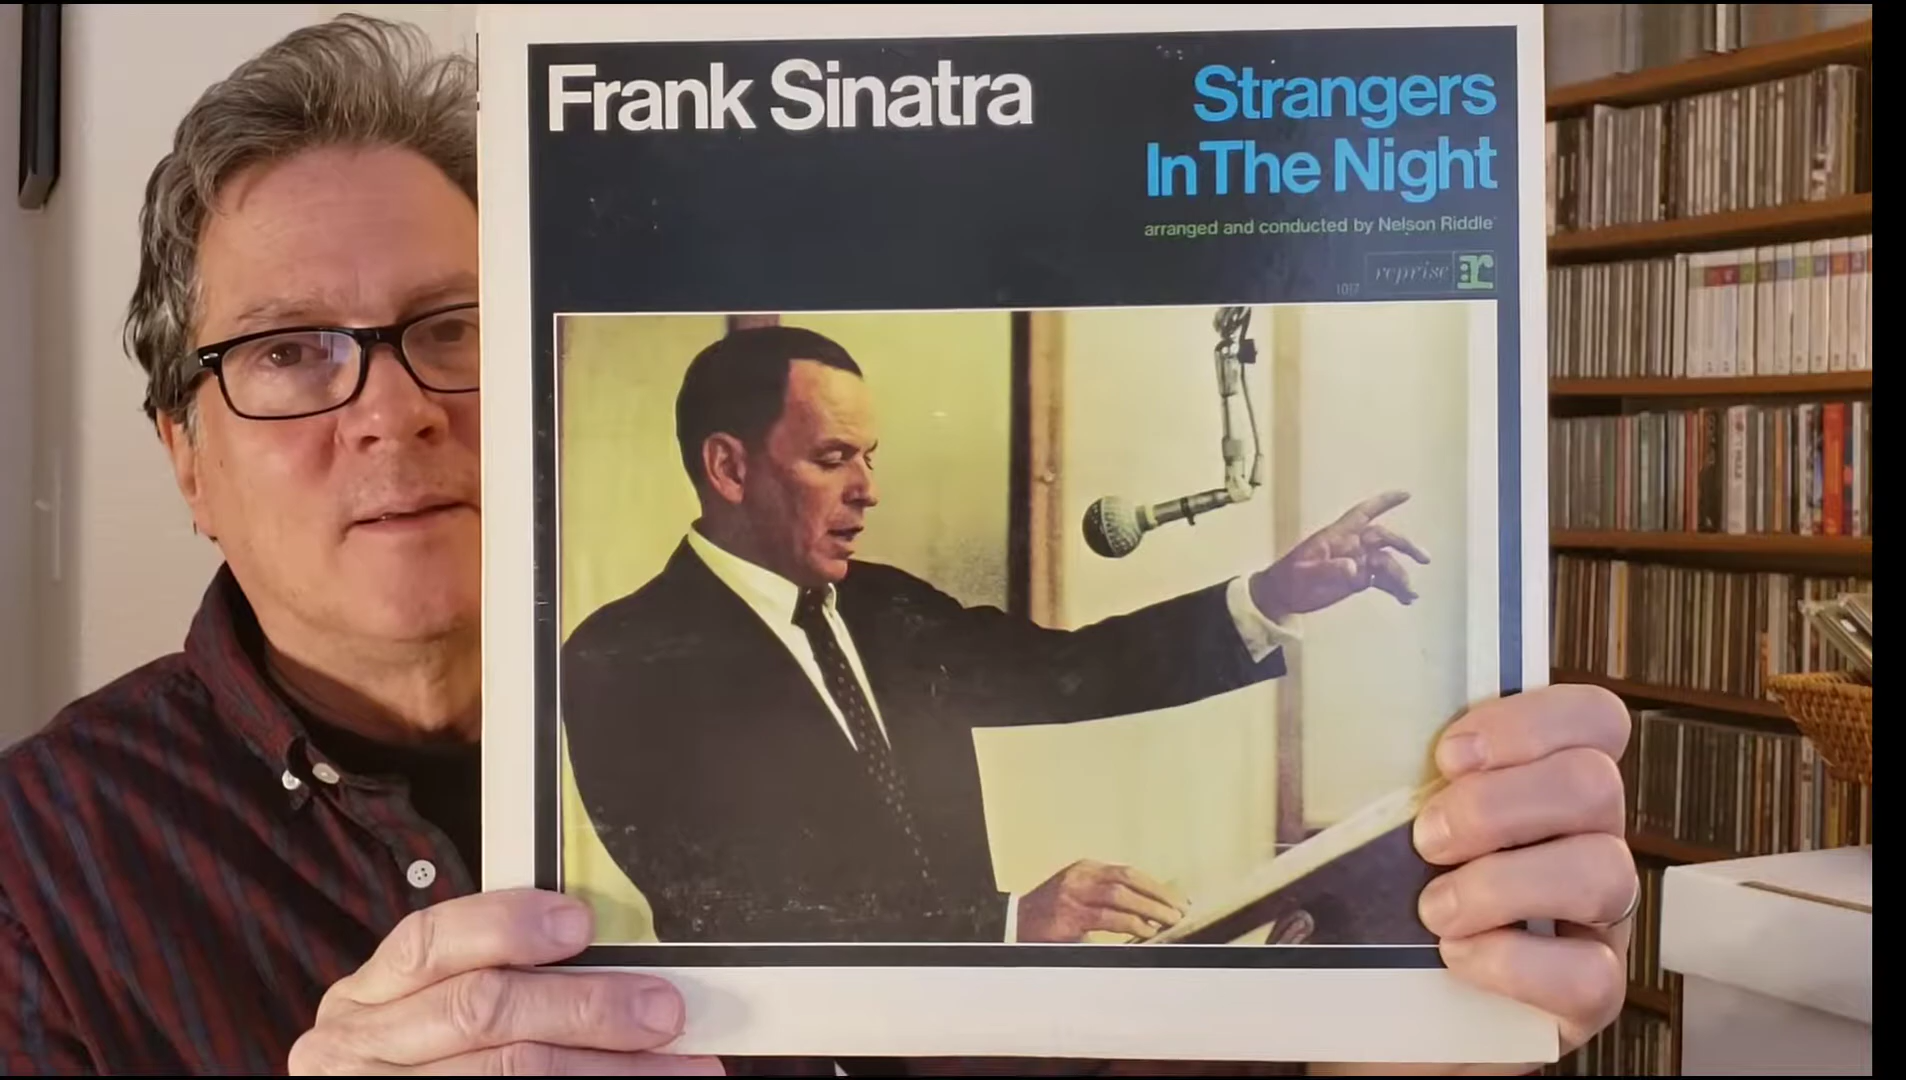 Frank Sinatra
Strangers
In The Night
arranged and conducted by Nelson Riddle
1017
reprise
r